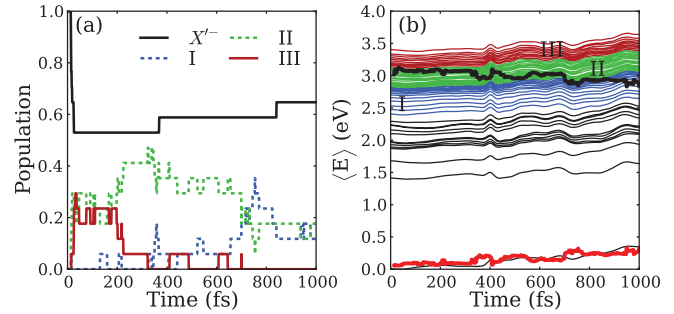 (a)
X′−
I
II
III
Population
1.0
0.8
0.6
0.4
0.2
0.0
0 200 400 600 800 1000
Time (fs)
(b)
III
II
I
⟨E⟩ (eV)
4.0
3.5
3.0
2.5
2.0
1.5
1.0
0.5
0.0
0 200 400 600 800 1000
Time (fs)